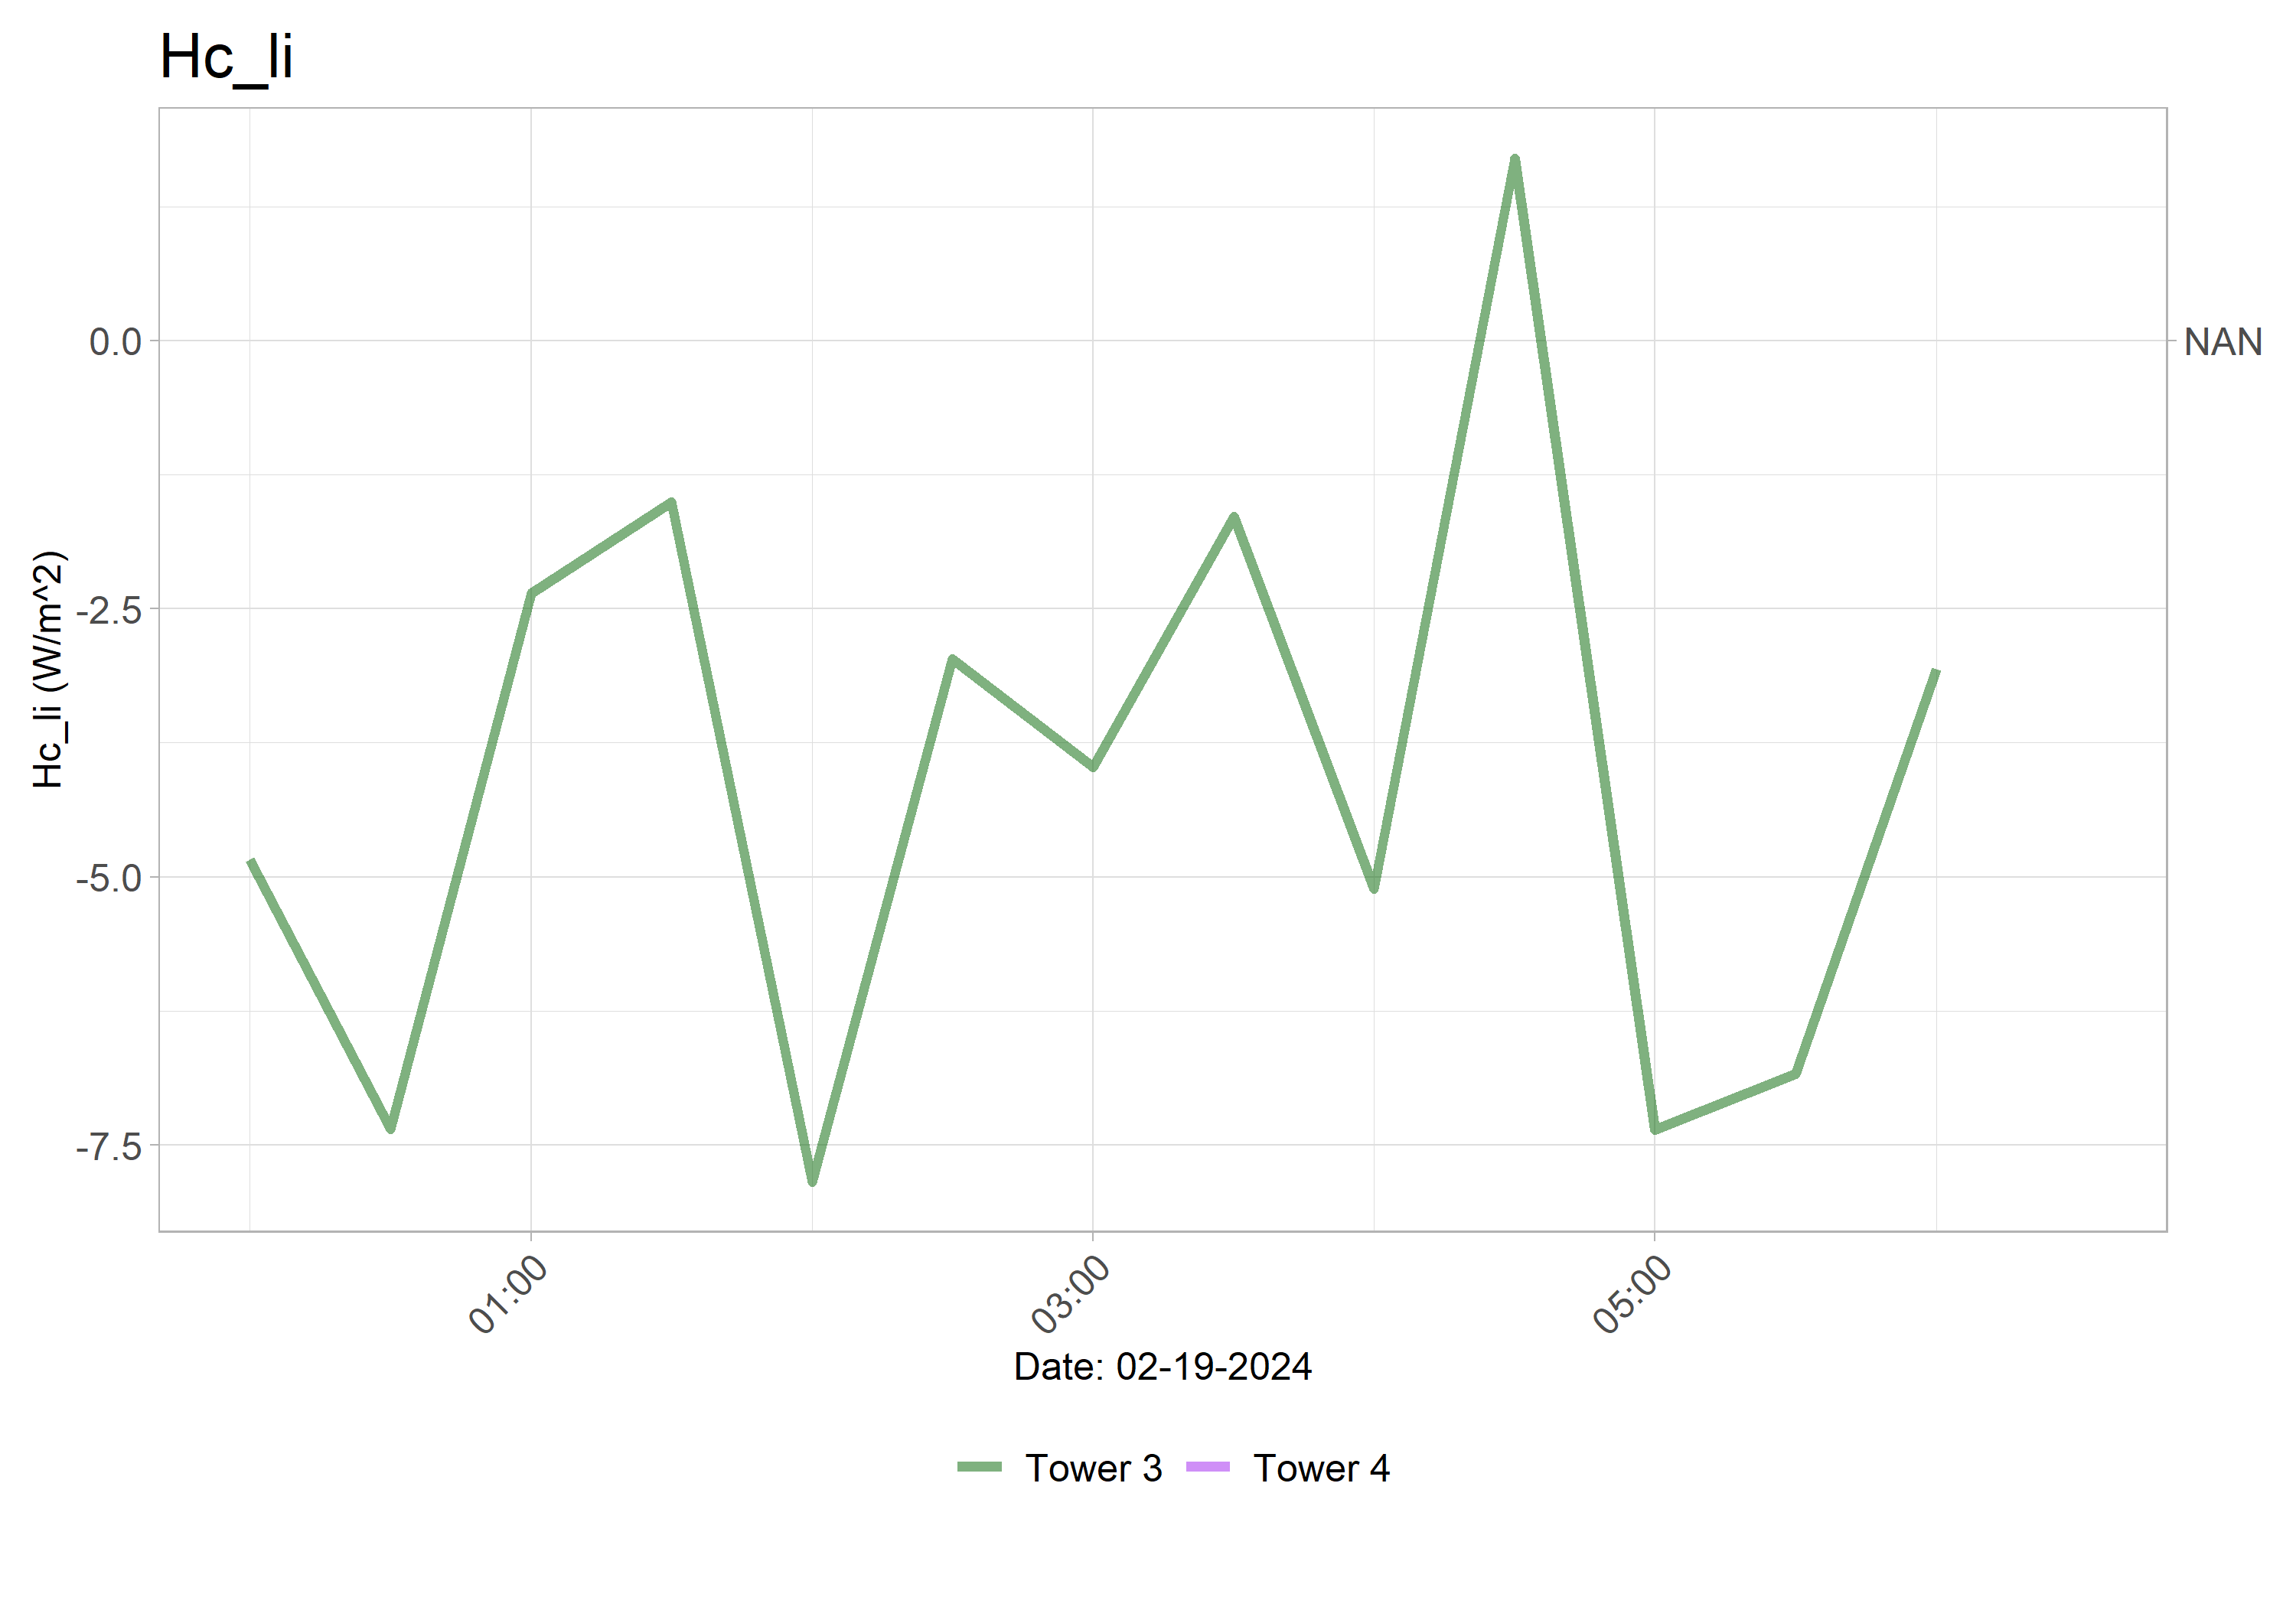 Hc_li
Hc_li (W/m^2)
0.0
-2.5
-5.0
-7.5
NAN
01:00
03:00
05:00
Date: 02-19-2024
Tower 3
Tower 4